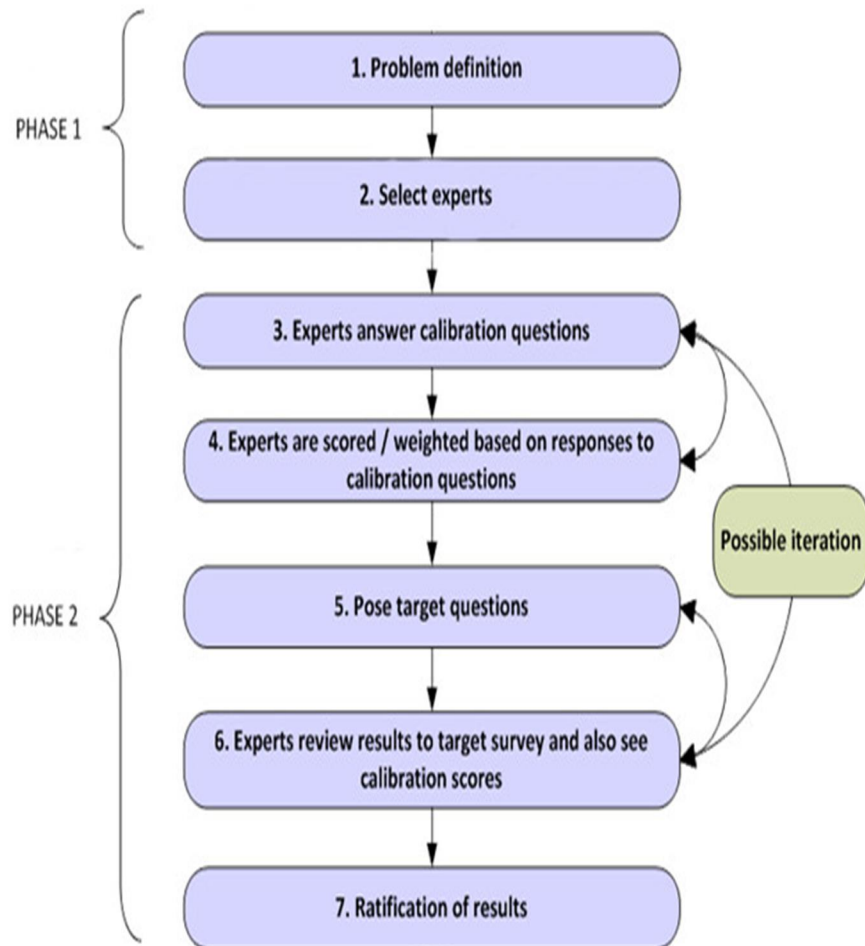 PHASE 1
1. Problem definition
2. Select experts
PHASE 2
3. Experts answer calibration questions
4. Experts are scored / weighted based on responses to
calibration questions
Possible iteration
5. Pose target questions
6. Experts review results to target survey and also see
calibration scores
7. Ratification of results